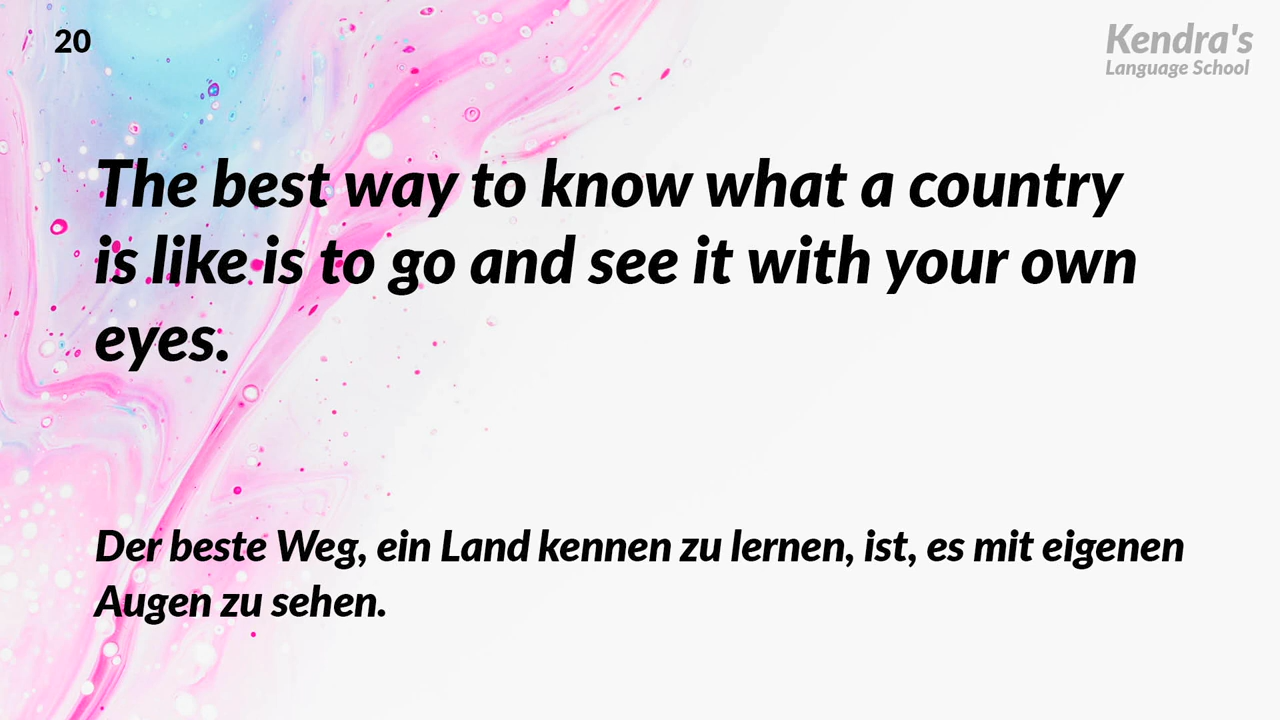 20
Kendra's
Language School
The best way to know what a country
is like is to go and see it with your own
eyes.
Der beste Weg, ein Land kennen zu lernen, ist, es mit eigenen
Augen zu sehen.